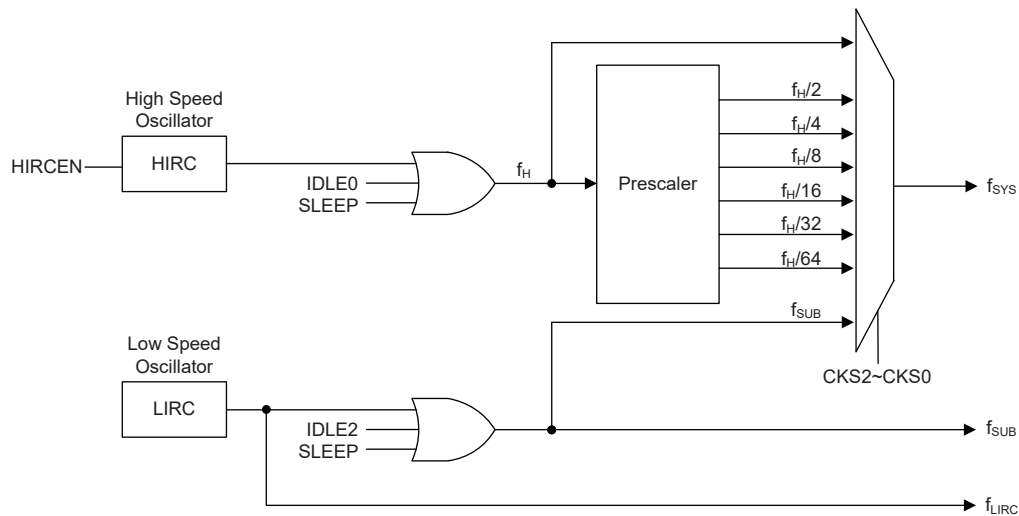 High Speed
Oscillator
HIRCEN
HIRC
IDLE0
SLEEP
fH
Prescaler
fH/2
fH/4
fH/8
fH/16
fH/32
fH/64
fSUB
fSYS
CKS2~CKS0
Low Speed
Oscillator
LIRC
IDLE2
SLEEP
fSUB
fLIRC